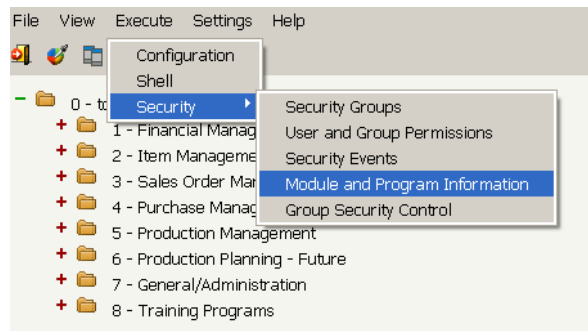 File View Execute Settings Help
Configuration
Shell
Security
Security Groups
User and Group Permissions
Security Events
Module and Program Information
Group Security Control
0 - to
1 - Financial Manag
2 - Item Manageme
3 - Sales Order Mar
4 - Purchase Manag
5 - Production Management
6 - Production Planning - Future
7 - General/Administration
8 - Training Programs